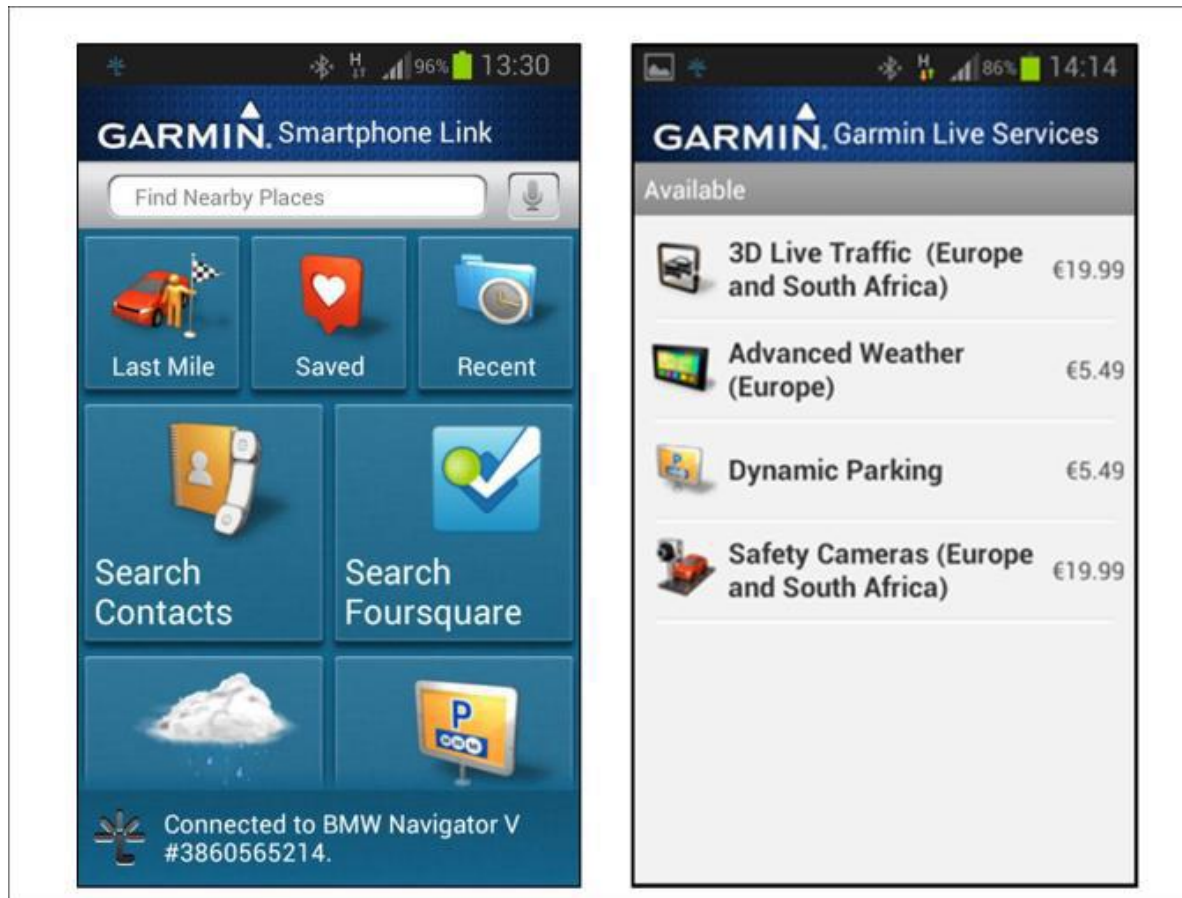 H 96% 13:30
GARMIN. Smartphone Link
Find Nearby Places
Last Mile
Saved
Recent
Search
Contacts
Search
Foursquare
P
Connected to BMW Navigator V
#3860565214.
H 86% 14:14
GARMIN. Garmin Live Services
Available
3D Live Traffic (Europe
and South Africa)
€19.99
Advanced Weather
(Europe)
€5.49
Dynamic Parking
€5.49
Safety Cameras (Europe
and South Africa)
€19.99